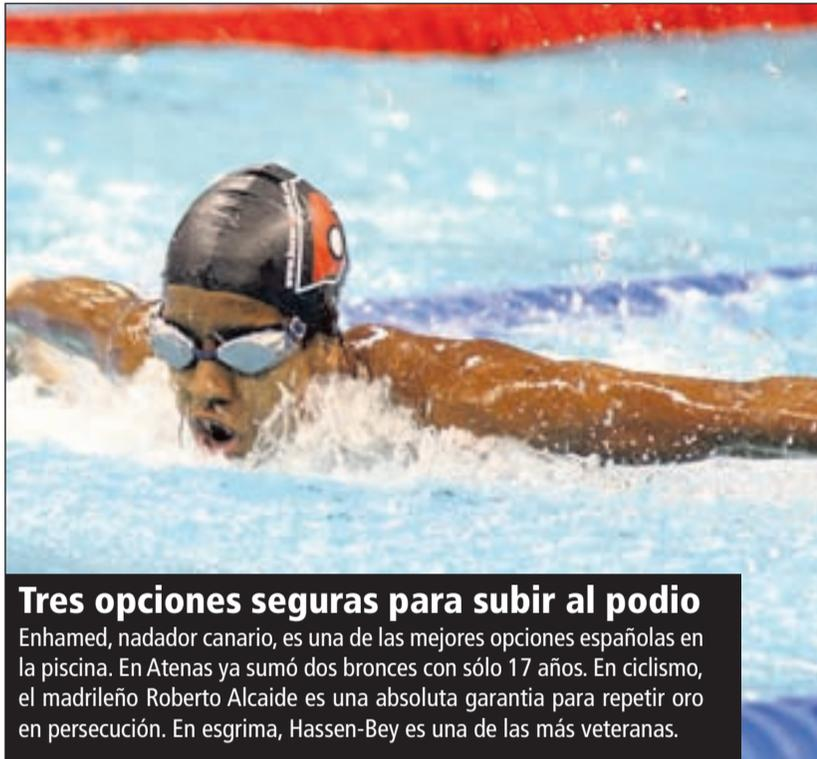 Tres opciones seguras para subir al podio
Enhamed, nadador canario, es una de las mejores opciones españolas en
la piscina. En Atenas ya sumó dos bronces con sólo 17 años. En ciclismo,
el madrileño Roberto Alcaide es una absoluta garantia para repetir oro
en persecución. En esgrima, Hassen-Bey es una de las más veteranas.